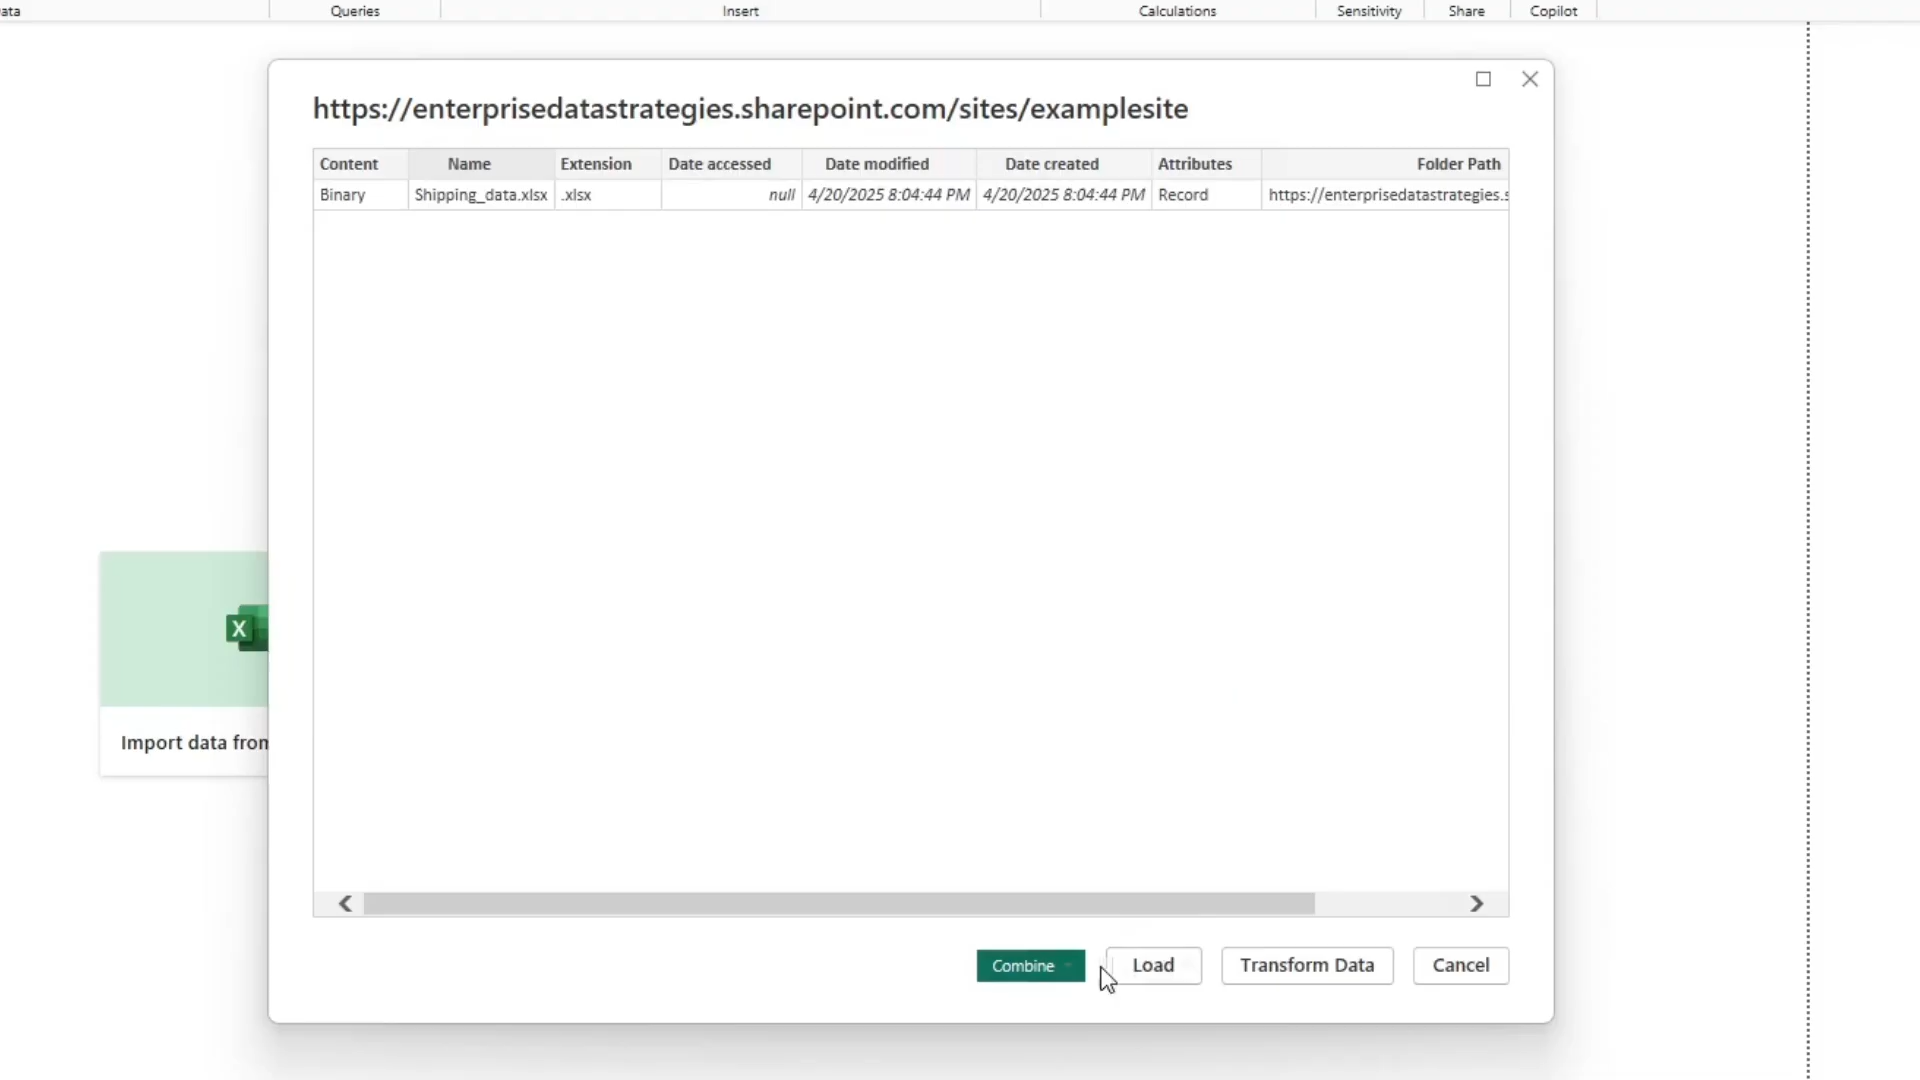 ata Queries Insert Calculations Sensitivity Share Copilot
https://enterprisedatastrategies.sharepoint.com/sites/examplesite
Content Name Extension Date accessed Date modified Date created Attributes Folder Path
Binary Shipping_data.xlsx .xlsx null 4/20/2025 8:04:44 PM 4/20/2025 8:04:44 PM Record https://enterprisedatastrategies.s
X
Import data from
Combine Load Transform Data Cancel